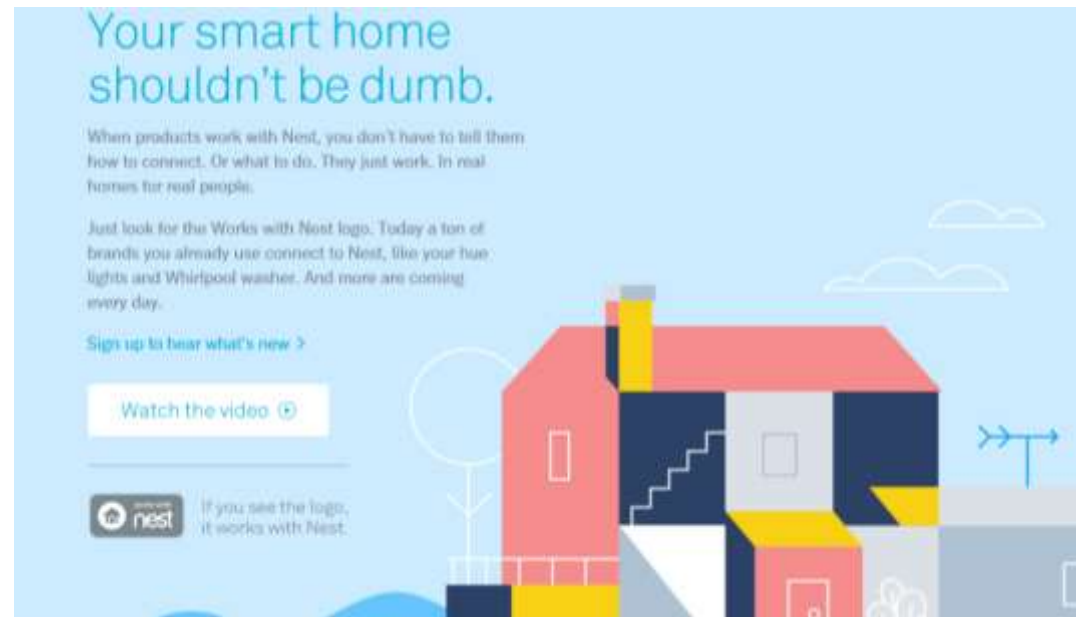 Your smart home
shouldn't be dumb.
When products work with Nest, you don't have to tell them
how to connect. Or what to do. They just work. In real
homes for real people.
Just look for the Works with Nest logo. Today a ton of
brands you already use connect to Nest, like your hue
lights and Whirlpool washer. And more are coming
every day.
Sign up to hear what's new >
Watch the video
nest
If you see the logo,
it works with Nest.